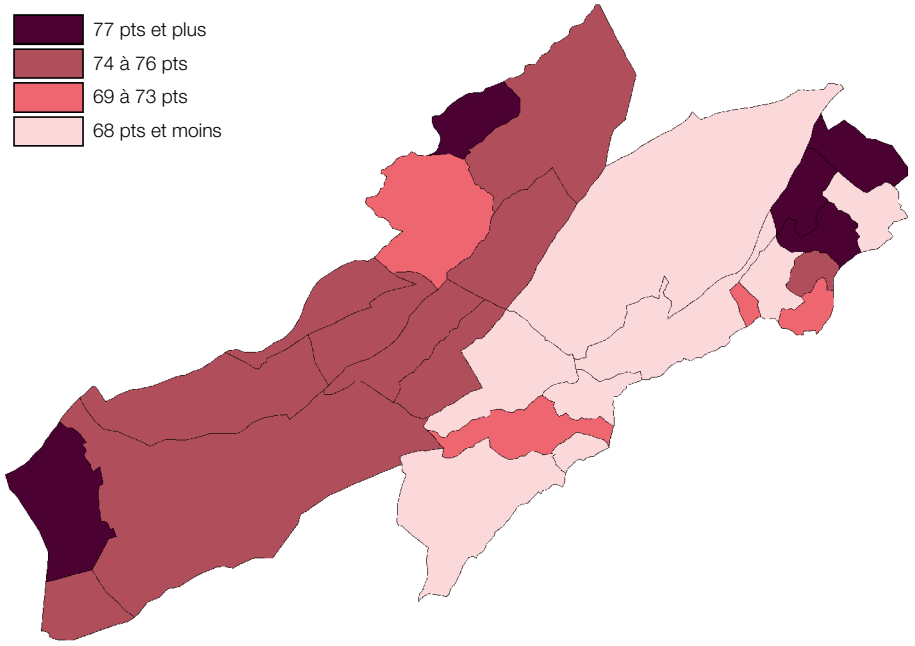 77 pts et plus
74 à 76 pts
69 à 73 pts
68 pts et moins